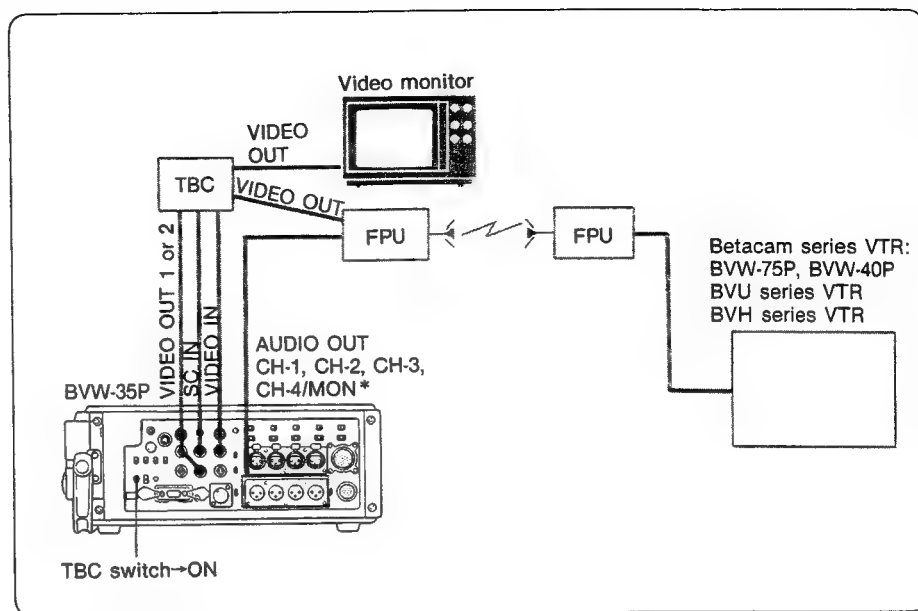 Video monitor
VIDEO
OUT
TBC
VIDEO OUT
FPU
FPU
Betacam series VTR:
BVW-75P, BVW-40P
BVU series VTR
BVH series VTR
VIDEO OUT 1 or 2
SC IN
VIDEO IN
AUDIO OUT
CH-1, CH-2, CH-3,
CH-4/MON*
BVW-35P
TBC switch→ON